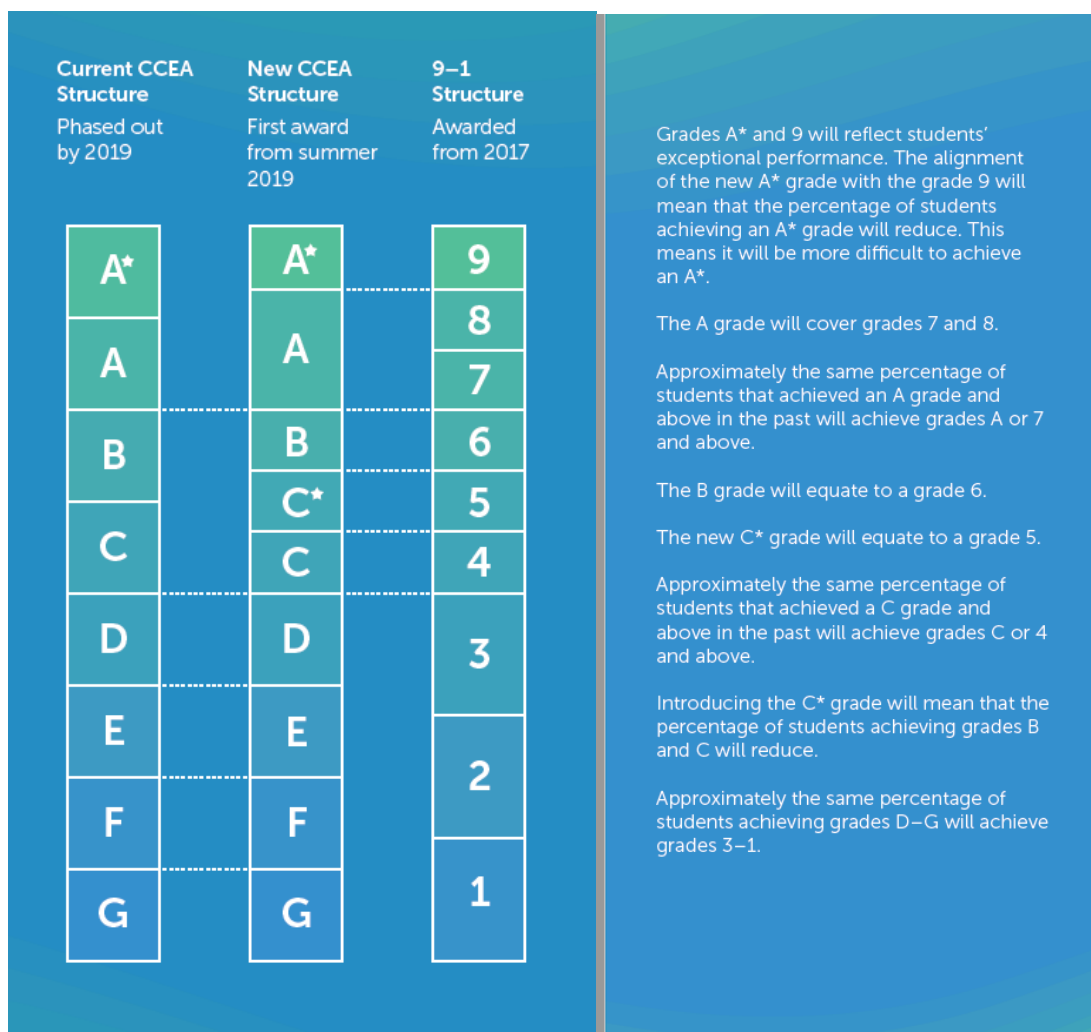 Current CCEA
Structure
Phased out
by 2019
New CCEA
Structure
First award
from summer
2019
9–1
Structure
Awarded
from 2017
A*
A
B
C
D
E
F
G
A*
A
B
C*
C
D
E
F
G
9
8
7
6
5
4
3
2
1
Grades A* and 9 will reflect students’
exceptional performance. The alignment
of the new A* grade with the grade 9 will
mean that the percentage of students
achieving an A* grade will reduce. This
means it will be more difficult to achieve
an A*.
The A grade will cover grades 7 and 8.
Approximately the same percentage of
students that achieved an A grade and
above in the past will achieve grades A or 7
and above.
The B grade will equate to a grade 6.
The new C* grade will equate to a grade 5.
Approximately the same percentage of
students that achieved a C grade and
above in the past will achieve grades C or 4
and above.
Introducing the C* grade will mean that the
percentage of students achieving grades B
and C will reduce.
Approximately the same percentage of
students achieving grades D–G will achieve
grades 3–1.